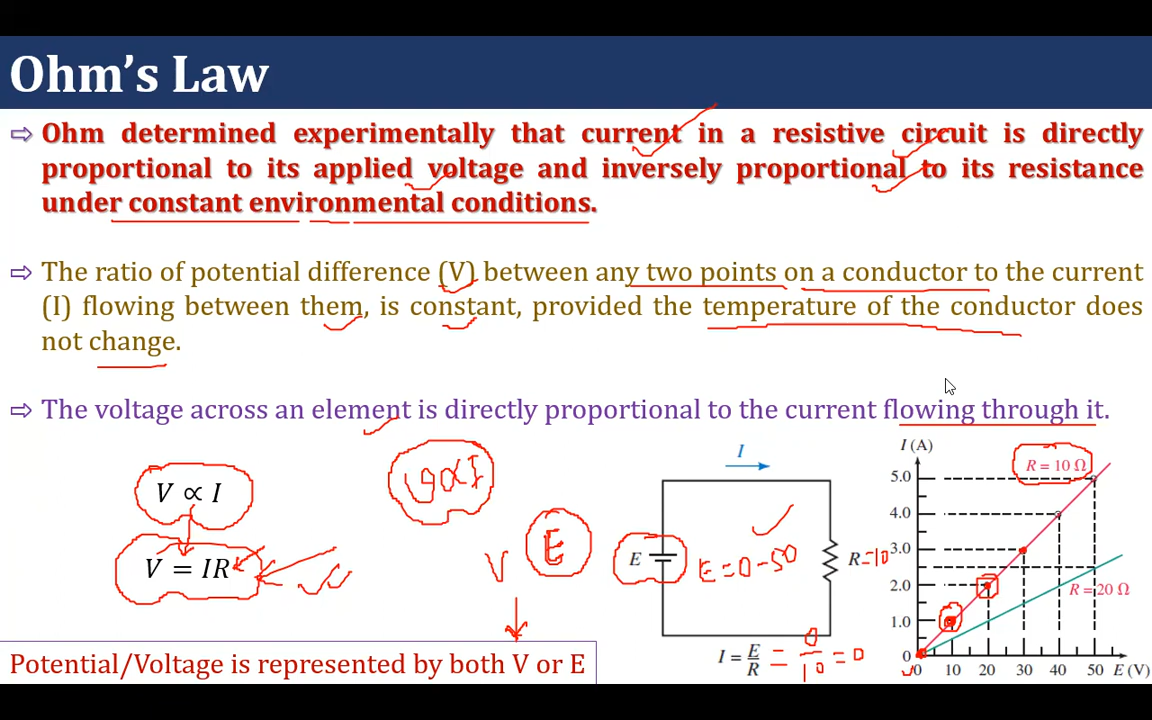 Ohm's Law
⇨ Ohm determined experimentally that current in a resistive circuit is directly
proportional to its applied voltage and inversely proportional to its resistance
under constant environmental conditions.
⇨ The ratio of potential difference (V) between any two points on a conductor to the current
(I) flowing between them, is constant, provided the temperature of the conductor does
not change.
⇨ The voltage across an element is directly proportional to the current flowing through it.
V ∝ I
V = IR
V
E
Potential/Voltage is represented by both V or E
I
E
E=0-50
R=10
I = E/R = 0/10 = 0
I (A)
5.0
4.0
3.0
2.0
1.0
0
R = 10 Ω
R = 20 Ω
0 10 20 30 40 50 E (V)